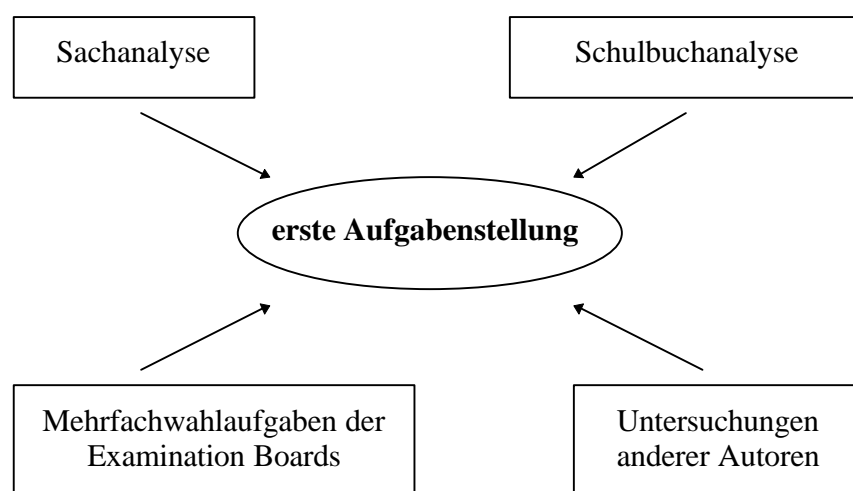 Sachanalyse
Schulbuchanalyse
erste Aufgabenstellung
Mehrfachwahlaufgaben der
Examination Boards
Untersuchungen
anderer Autoren